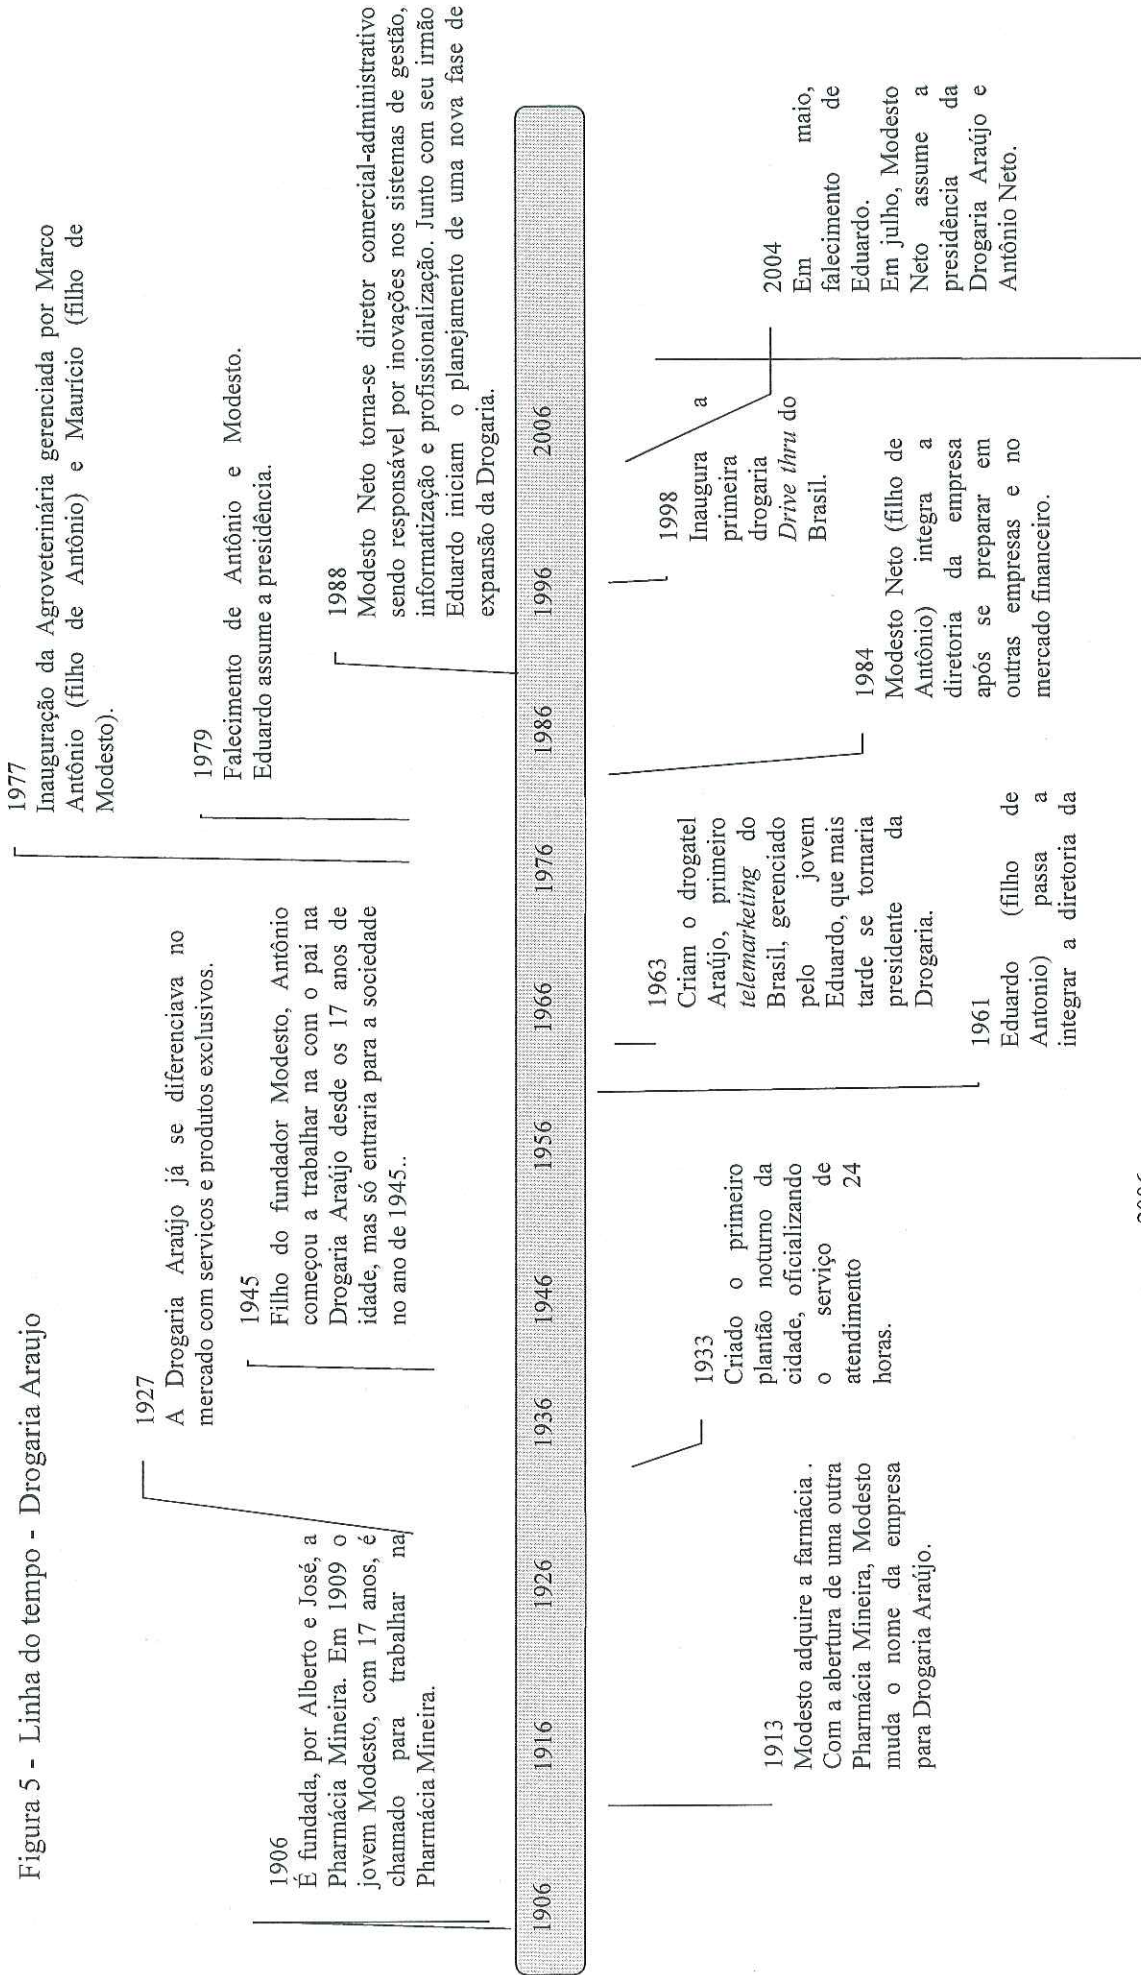 Figura 5 - Linha do tempo - Drogaria Araujo
1977
Inauguração da Agroveterinária gerenciada por Marco
Antônio (filho de Antônio) e Maurício (filho de
Modesto).
1927
A Drogaria Araújo já se diferenciava no
mercado com serviços e produtos exclusivos.
1979
Falecimento de Antônio e Modesto.
Eduardo assume a presidência.
1906
É fundada, por Alberto e José, a
Pharmácia Mineira. Em 1909 o
jovem Modesto, com 17 anos, é
chamado para trabalhar na
Pharmácia Mineira.
1945
Filho do fundador Modesto, Antônio
começou a trabalhar na com o pai na
Drogaria Araújo desde os 17 anos de
idade, mas só entraria para a sociedade
no ano de 1945..
1988
Modesto Neto torna-se diretor comercial-administrativo
sendo responsável por inovações nos sistemas de gestão,
informatização e profissionalização. Junto com seu irmão
Eduardo iniciam o planejamento de uma nova fase de
expansão da Drogaria.
1906 1916 1926 1936 1946 1956 1966 1976 1986 1996 2006
1913
Modesto adquire a farmácia .
Com a abertura de uma outra
Pharmácia Mineira, Modesto
muda o nome da empresa
para Drogaria Araújo.
1933
Criado o primeiro
plantão noturno da
cidade, oficializando
o serviço de
atendimento 24
horas.
1963
Criam o drogatel
Araújo, primeiro
telemarketing do
Brasil, gerenciado
pelo jovem
Eduardo, que mais
tarde se tornaria
presidente da
Drogaria.
1961
Eduardo (filho de
Antonio) passa a
integrar a diretoria da
1984
Modesto Neto (filho de
Antônio) integra a
diretoria da empresa
após se preparar em
outras empresas e no
mercado financeiro.
1998
Inaugura a
primeira
drogaria
Drive thru do
Brasil.
2004
Em maio,
falecimento de
Eduardo.
Em julho, Modesto
Neto assume a
presidência da
Drogaria Araújo e
Antônio Neto.